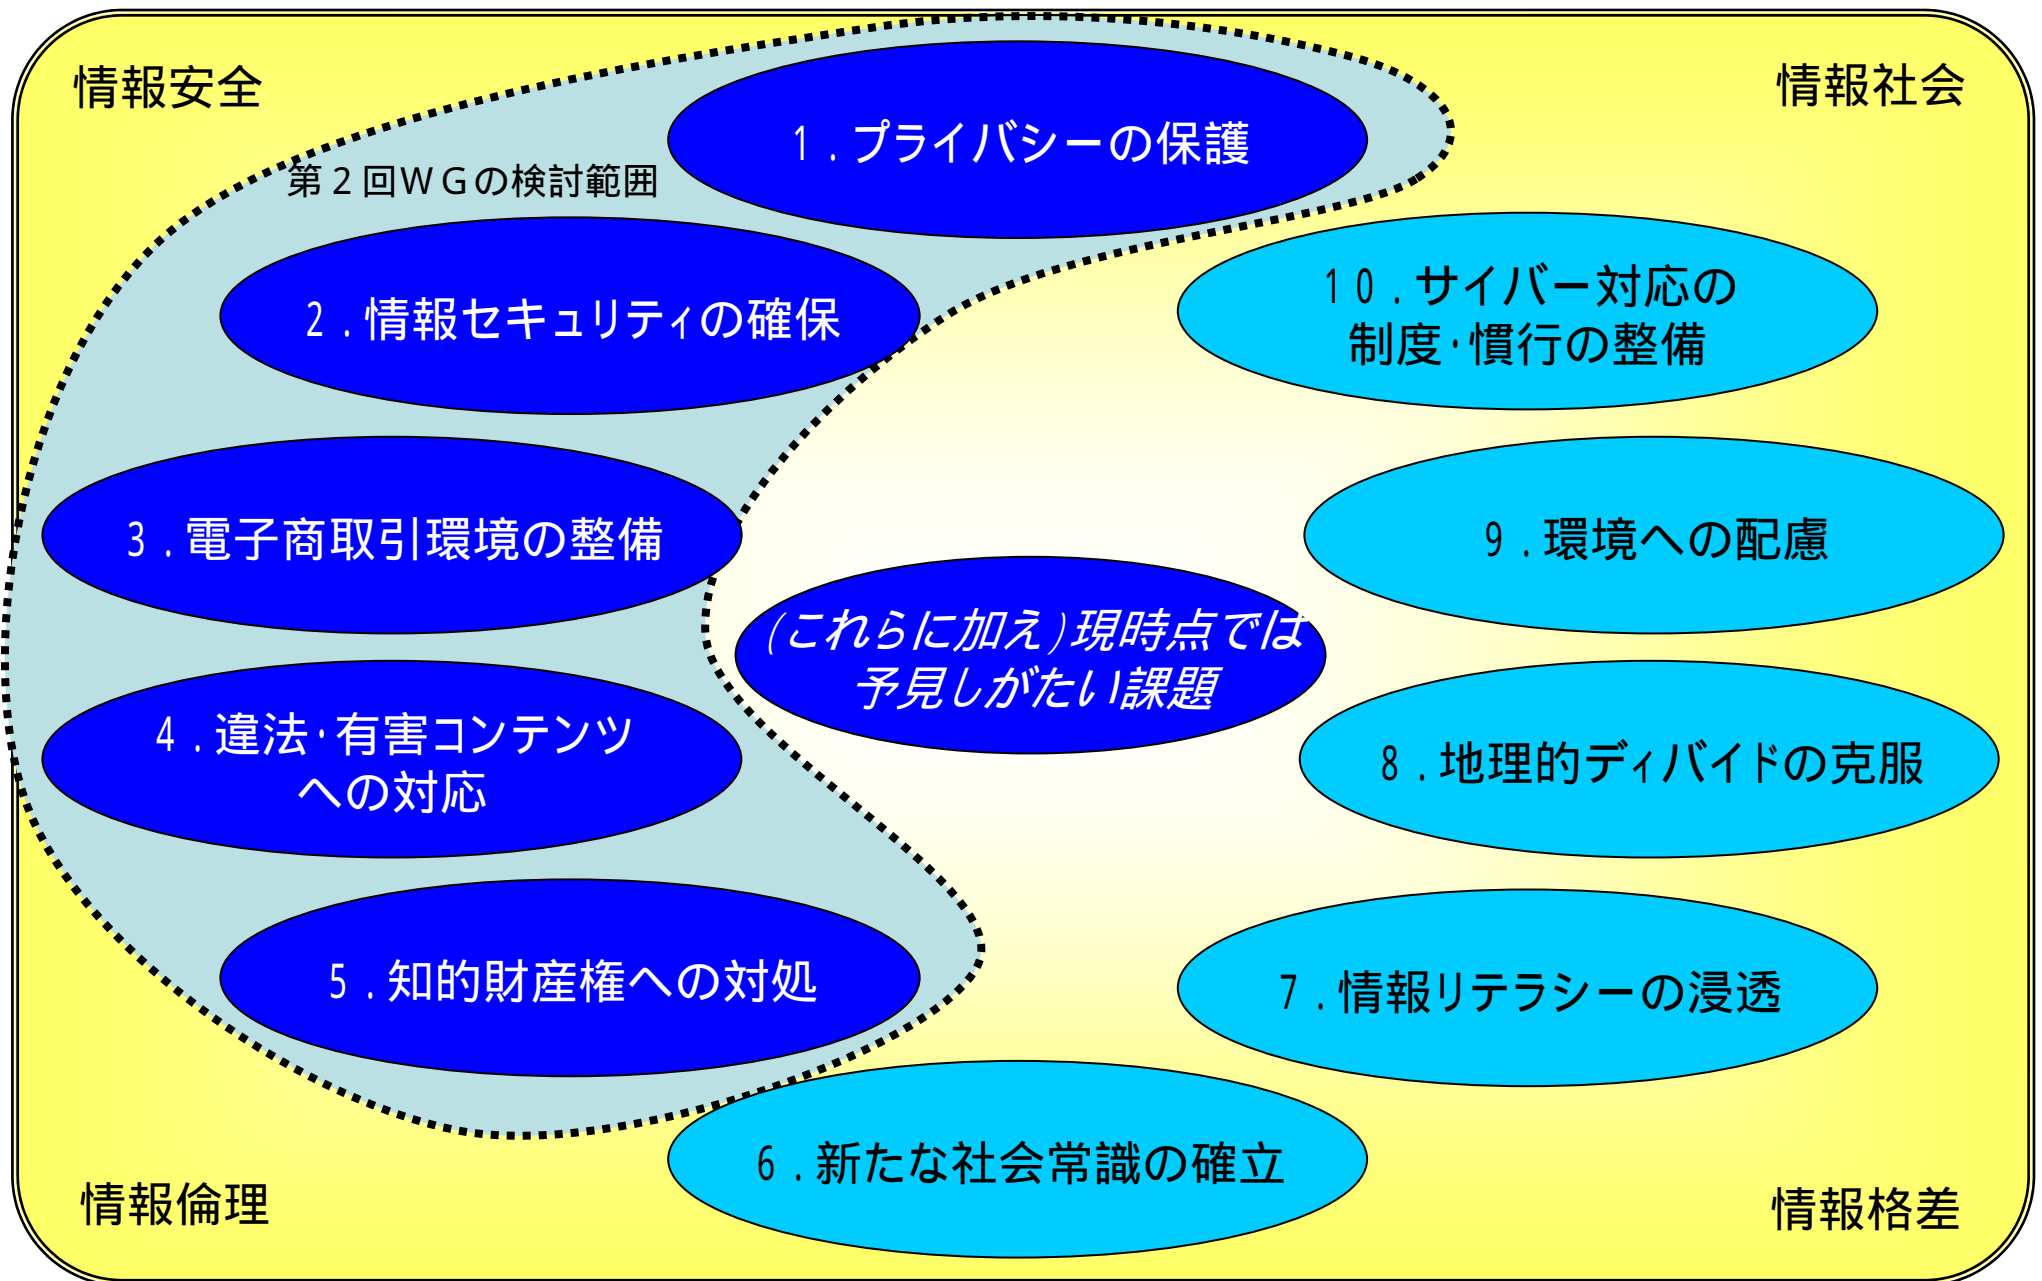 情報安全
情報社会
第２回ＷＧの検討範囲
１．プライバシーの保護
２．情報セキュリティの確保
３．電子商取引環境の整備
４．違法・有害コンテンツ
への対応
５．知的財産権への対処
６．新たな社会常識の確立
７．情報リテラシーの浸透
８．地理的ディバイドの克服
９．環境への配慮
１０．サイバー対応の
制度・慣行の整備
(これらに加え)現時点では
予見しがたい課題
情報倫理
情報格差